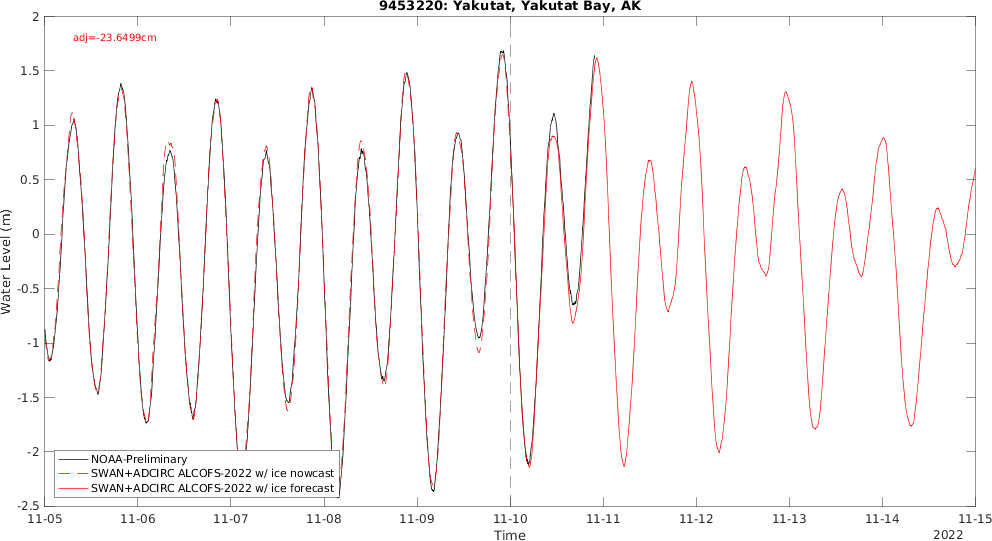 9453220: Yakutat, Yakutat Bay, AK
adj=-23.6499cm
2
1.5
1
0.5
0
-0.5
-1
-1.5
-2
-2.5
Water Level (m)
NOAA-Preliminary
SWAN+ADCIRC ALCOFS-2022 w/ ice nowcast
SWAN+ADCIRC ALCOFS-2022 w/ ice forecast
11-05 11-06 11-07 11-08 11-09 11-10 11-11 11-12 11-13 11-14 11-15
Time
2022